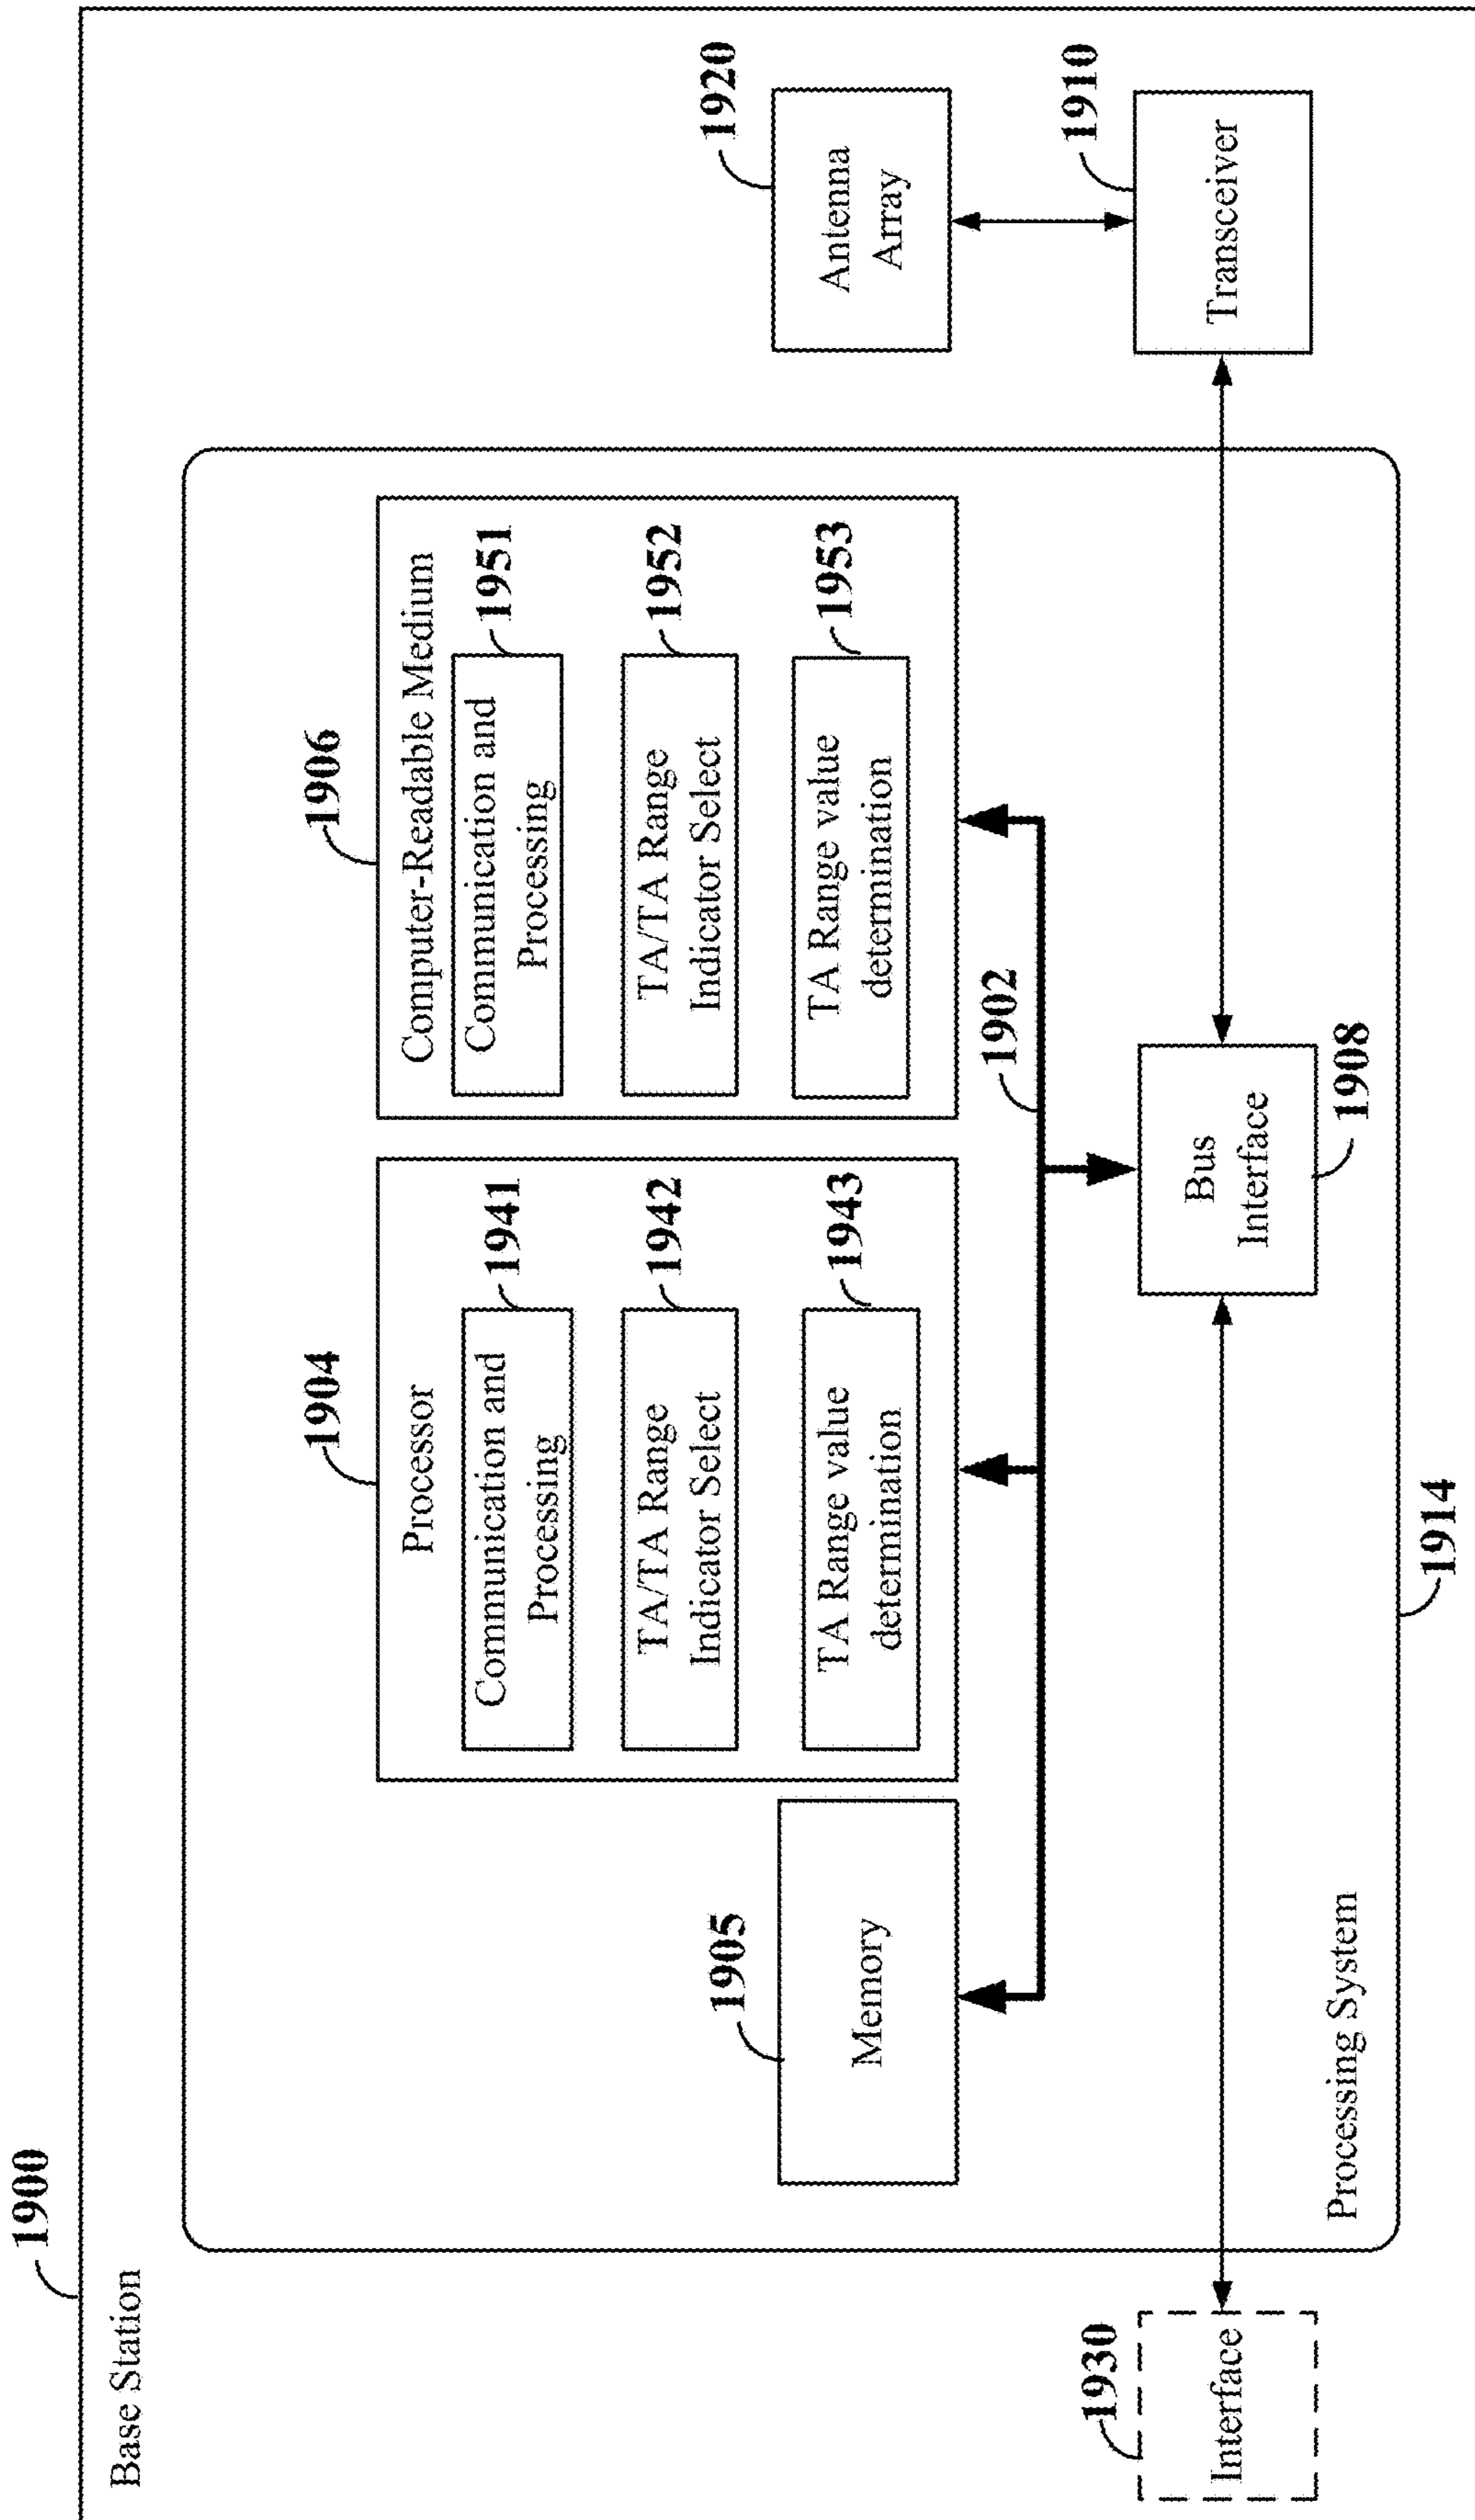 1900
Base Station
1904
Processor
1941
Communication and
Processing
1942
TA/TA Range
Indicator Select
1943
TA Range value
determination
1906
Computer-Readable Medium
1951
Communication and
Processing
1952
TA/TA Range
Indicator Select
1953
TA Range value
determination
1905
Memory
1902
1920
Antenna
Array
1910
Transceiver
1930
Interface
Bus
Interface
1908
Processing System
1914